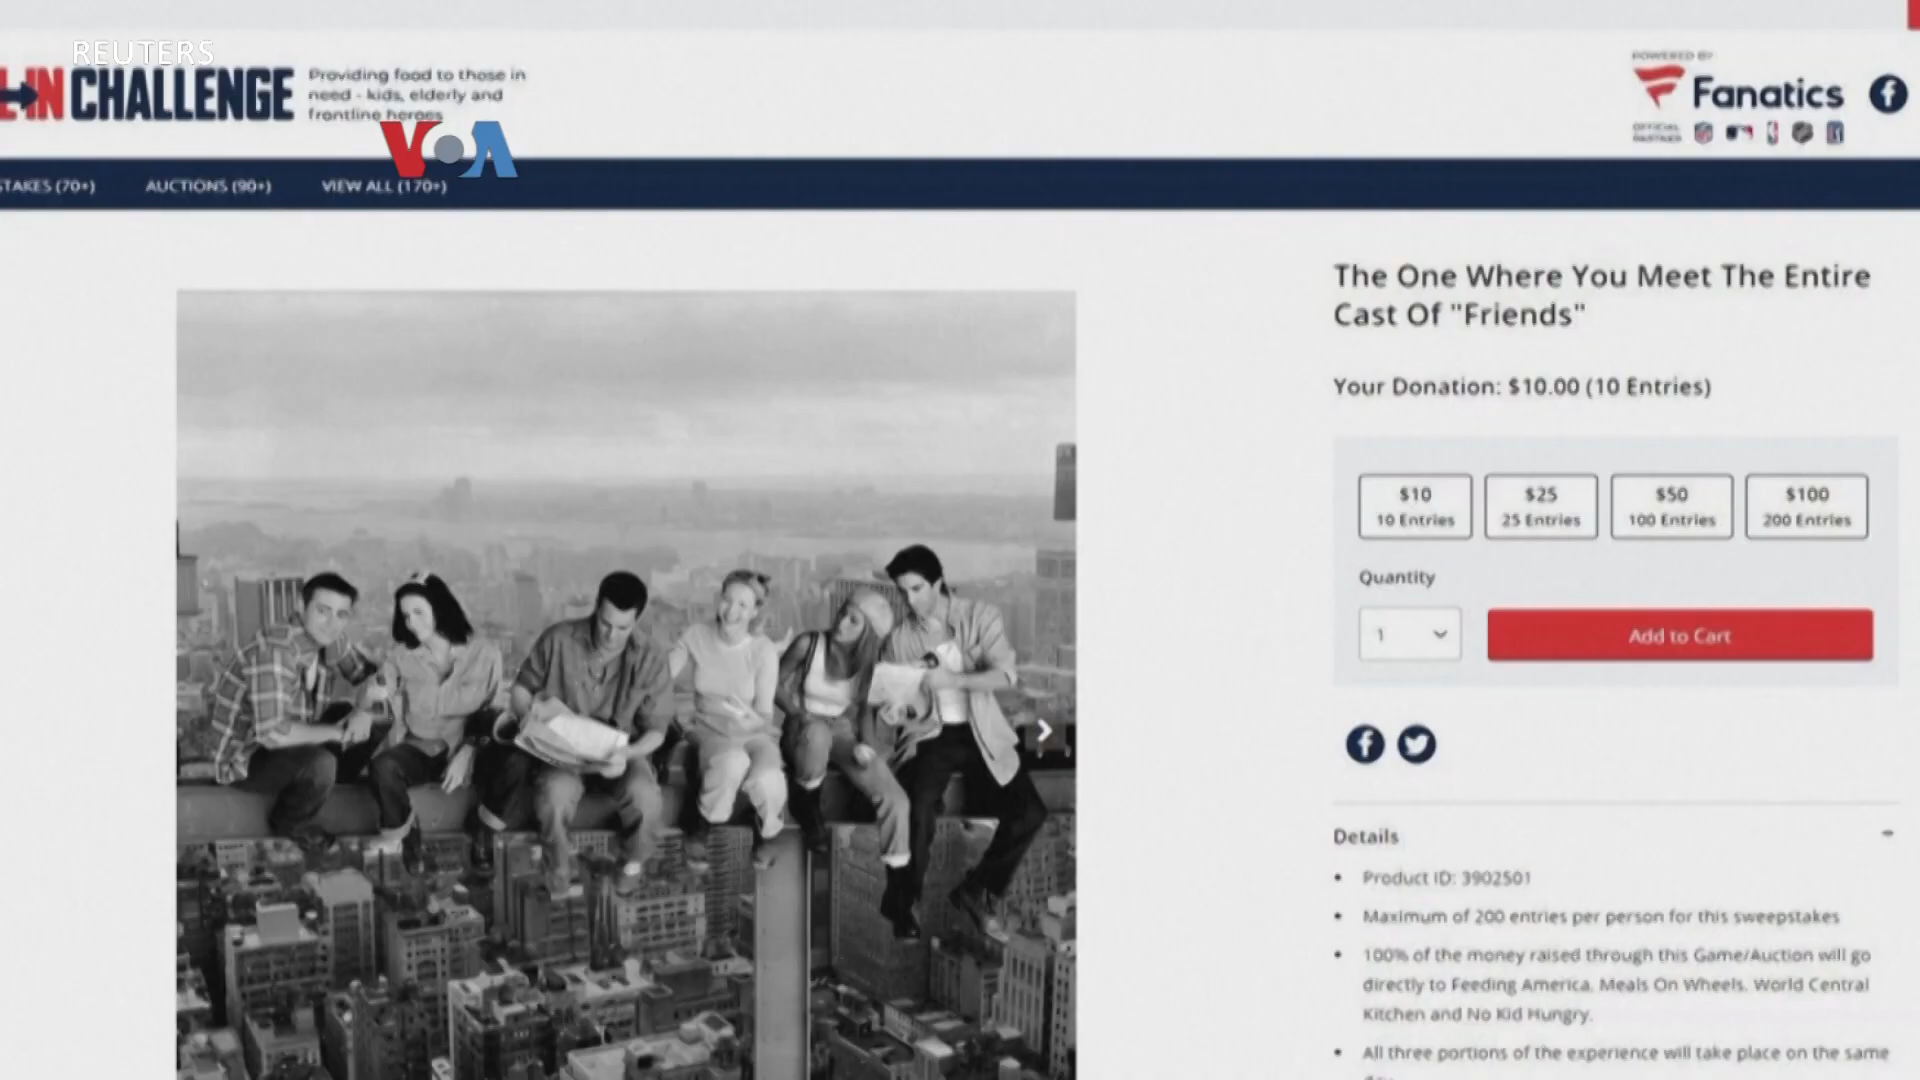 REUTERS
L-IN CHALLENGE
Providing food to those in
need - kids, elderly and
frontline heroes
VOA
POWERED BY
Fanatics
OFFICIAL
PARTNER
STAKES (70+)
AUCTIONS (90+)
VIEW ALL (170+)
The One Where You Meet The Entire
Cast Of "Friends"
Your Donation: $10.00 (10 Entries)
$10
10 Entries
$25
25 Entries
$50
100 Entries
$100
200 Entries
Quantity
1
Add to Cart
Details
• Product ID: 3902501
• Maximum of 200 entries per person for this sweepstakes
• 100% of the money raised through this Game/Auction will go
directly to Feeding America, Meals On Wheels, World Central
Kitchen and No Kid Hungry.
• All three portions of the experience will take place on the same